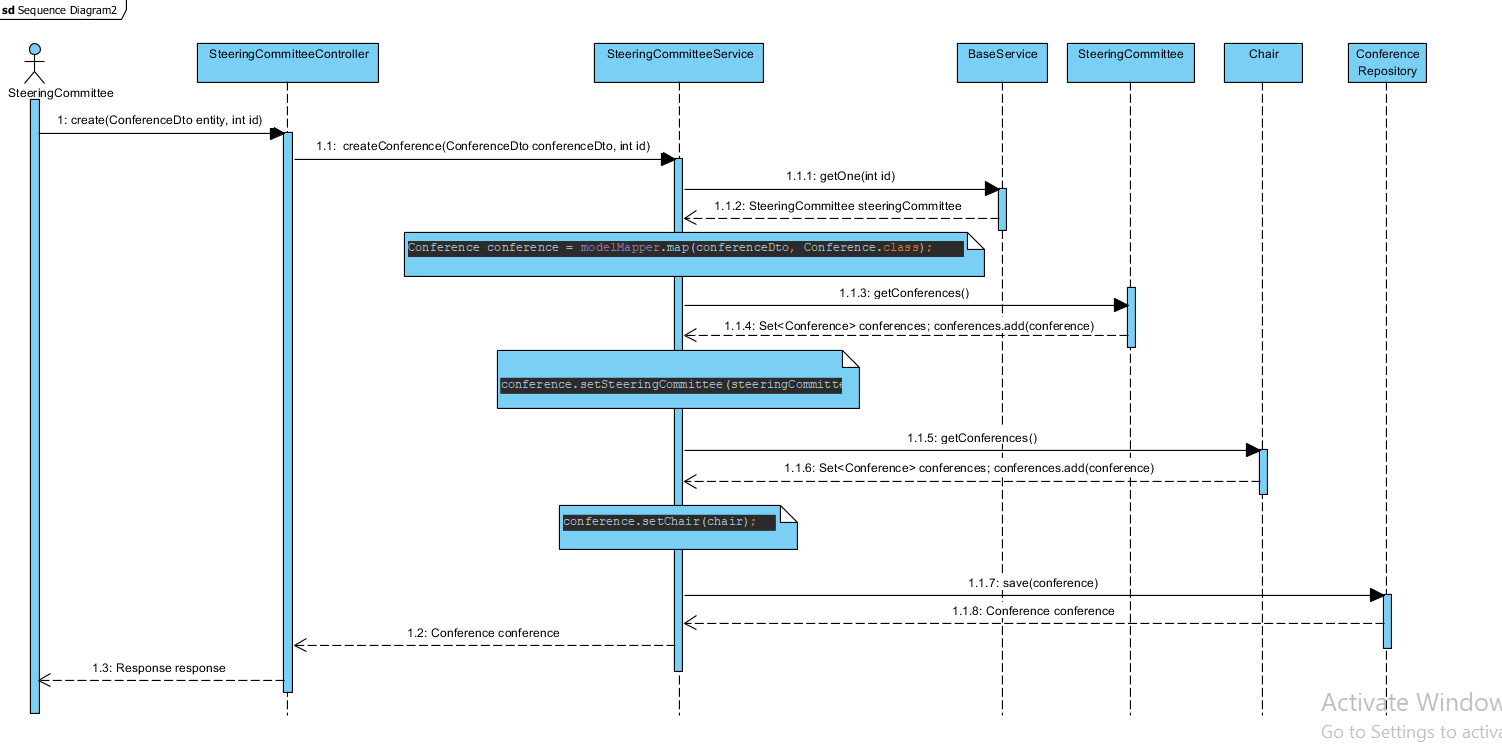 sd Sequence Diagram2
SteeringCommittee
SteeringCommitteeController
SteeringCommitteeService
BaseService
SteeringCommittee
Chair
Conference
Repository
1: create(ConferenceDto entity, int id)
1.1: createConference(ConferenceDto conferenceDto, int id)
1.1.1: getOne(int id)
1.1.2: SteeringCommittee steeringCommittee
Conference conference = modelMapper.map(conferenceDto, Conference.class);
1.1.3: getConferences()
1.1.4: Set<Conference> conferences; conferences.add(conference)
conference.setSteeringCommittee(steeringCommitte
1.1.5: getConferences()
1.1.6: Set<Conference> conferences; conferences.add(conference)
conference.setChair(chair);
1.1.7: save(conference)
1.1.8: Conference conference
1.2: Conference conference
1.3: Response response
Activate Window
Go to Settings to activa